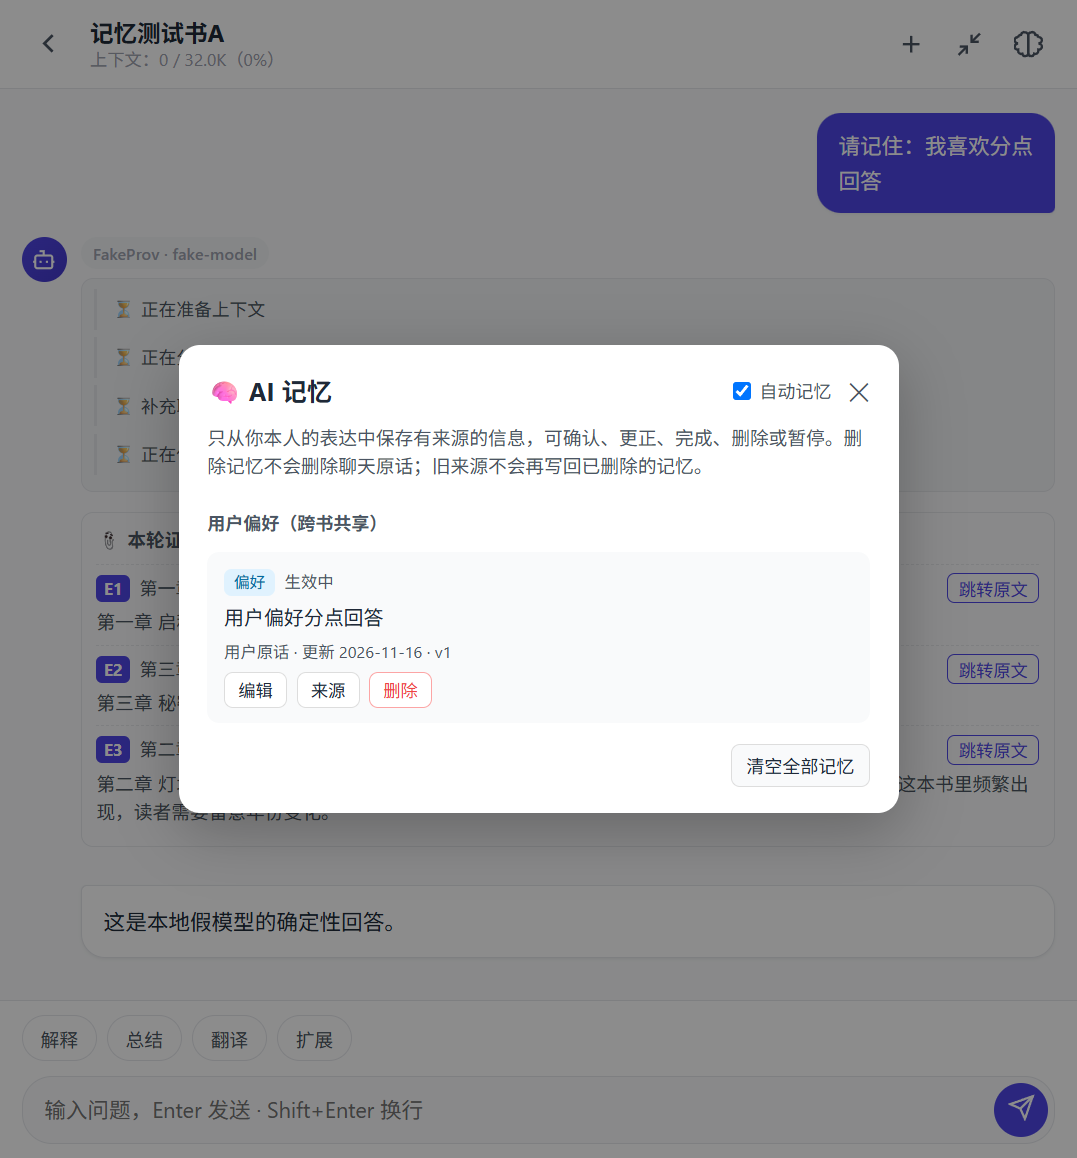 记忆测试书A
上下文：0 / 32.0K（0%）
请记住：我喜欢分点
回答
FakeProv · fake-model
正在准备上下文
正在
补充
正在
AI 记忆
自动记忆
只从你本人的表达中保存有来源的信息，可确认、更正、完成、删除或暂停。删
除记忆不会删除聊天原话；旧来源不会再写回已删除的记忆。
用户偏好（跨书共享）
偏好 生效中
用户偏好分点回答
用户原话 · 更新 2026-11-16 · v1
编辑 来源 删除
清空全部记忆
本轮证
E1 第一 跳转原文
第一章 启
E2 第三 跳转原文
第三章 秘
E3 第二 跳转原文
第二章 灯 这本书里频繁出
现，读者需要留意年份变化。
这是本地假模型的确定性回答。
解释 总结 翻译 扩展
输入问题，Enter 发送 · Shift+Enter 换行